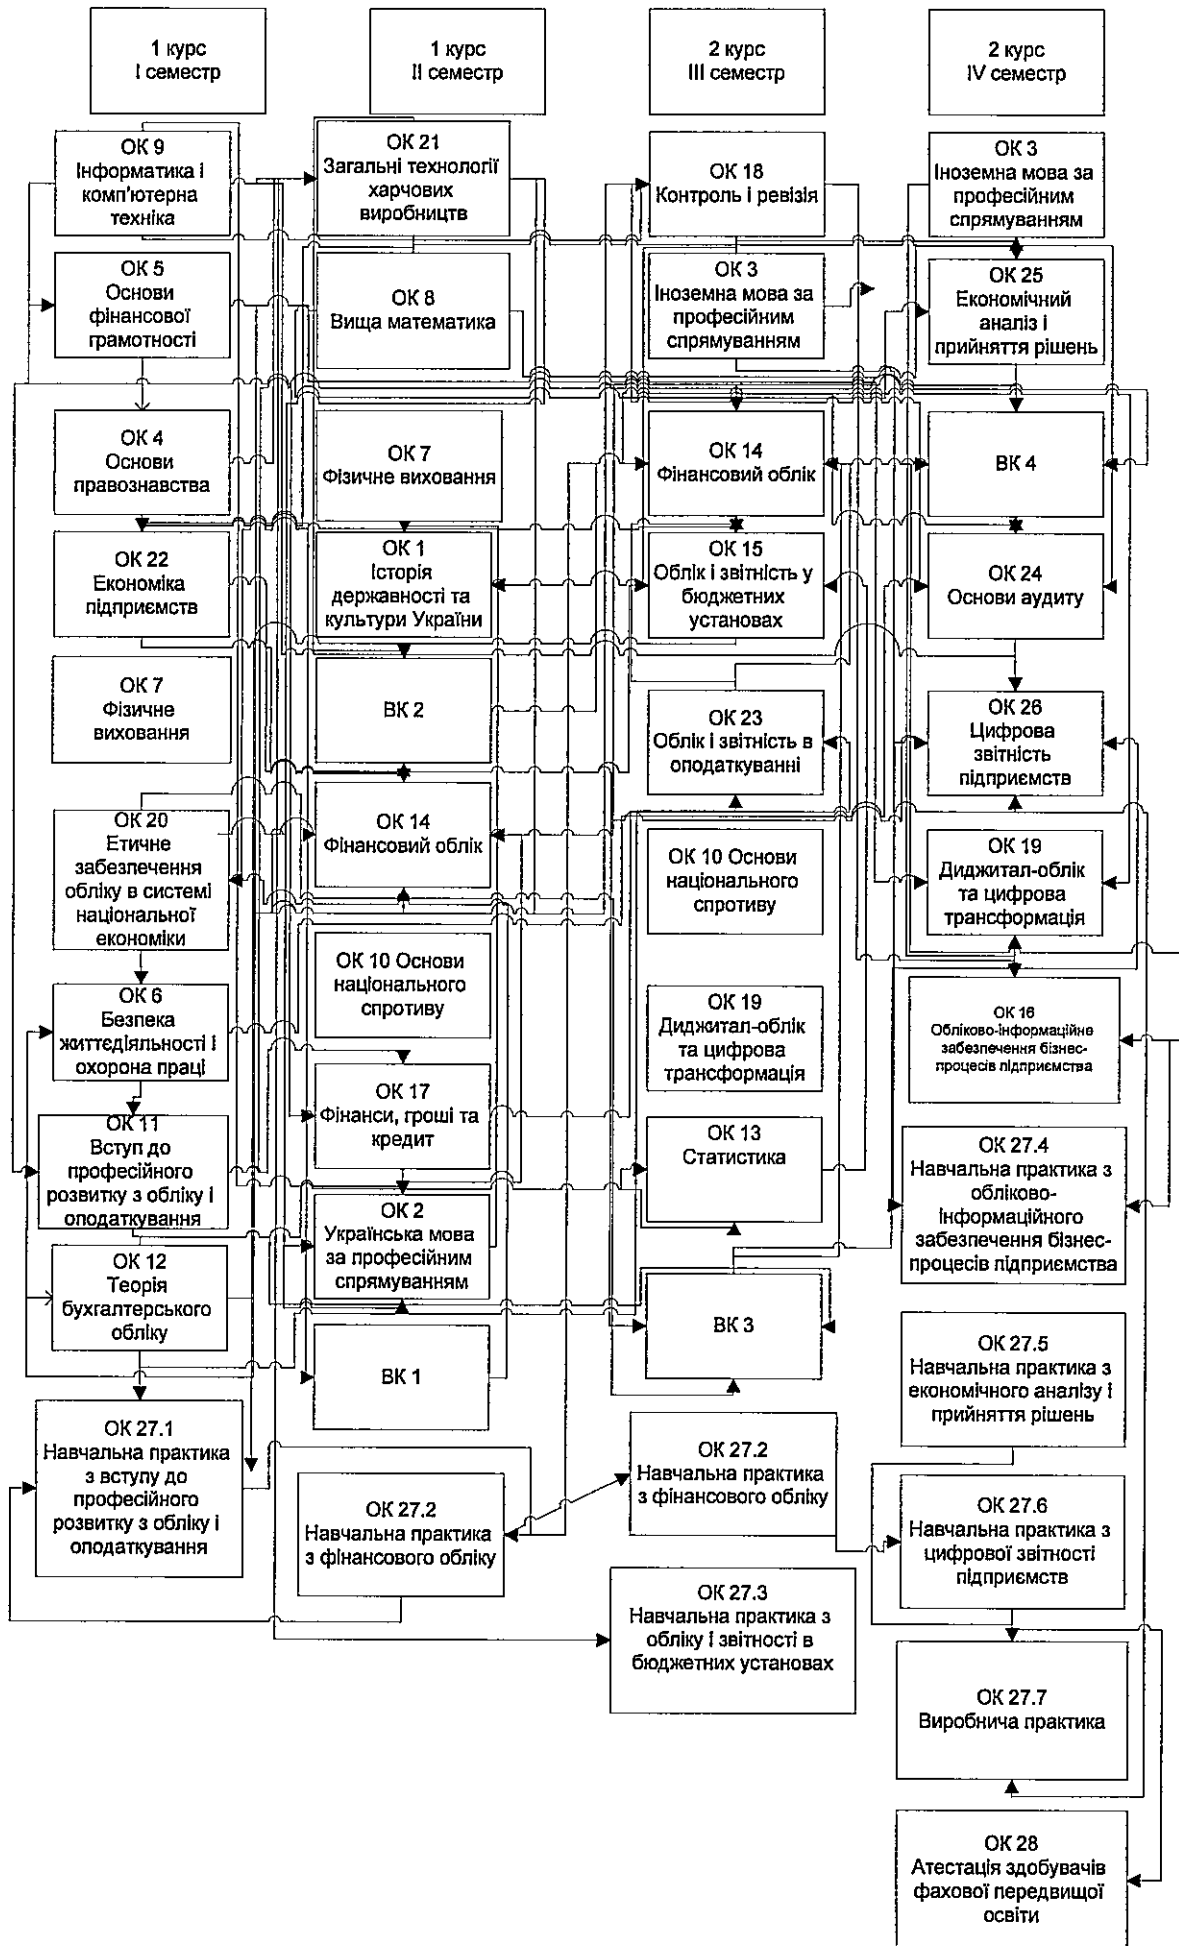 1 курс
І семестр
ОК 9
Інформатика і
комп'ютерна
техніка
ОК 5
Основи
фінансової
грамотності
ОК 4
Основи
правознавства
ОК 22
Економіка
підприємств
ОК 7
Фізичне
виховання
ОК 20
Етичне
забезпечення
обліку в системі
національної
економіки
ОК 6
Безпека
життєдіяльності і
охорона праці
ОК 11
Вступ до
професійного
розвитку з обліку і
оподаткування
ОК 12
Теорія
бухгалтерського
обліку
ОК 27.1
Навчальна практика
з вступу до
професійного
розвитку з обліку і
оподаткування
1 курс
ІІ семестр
ОК 21
Загальні технології
харчових
виробництв
ОК 8
Вища математика
ОК 7
Фізичне виховання
ОК 1
Історія
державності та
культури України
ВК 2
ОК 14
Фінансовий облік
ОК 10 Основи
національного
спротиву
ОК 17
Фінанси, гроші та
кредит
ОК 2
Українська мова
за професійним
спрямуванням
ВК 1
ОК 27.2
Навчальна практика
з фінансового обліку
2 курс
ІІІ семестр
ОК 18
Контроль і ревізія
ОК 3
Іноземна мова за
професійним
спрямуванням
ОК 14
Фінансовий облік
ОК 15
Облік і звітність у
бюджетних
установах
ОК 23
Облік і звітність в
оподаткуванні
ОК 10 Основи
національного
спротиву
ОК 19
Диджитал-облік
та цифрова
трансформація
ОК 13
Статистика
ВК 3
ОК 27.2
Навчальна практика
з фінансового обліку
ОК 27.3
Навчальна практика з
обліку і звітності в
бюджетних установах
2 курс
IV семестр
ОК 3
Іноземна мова за
професійним
спрямуванням
ОК 25
Економічний
аналіз і
прийняття рішень
ВК 4
ОК 24
Основи аудиту
ОК 26
Цифрова
звітність
підприємств
ОК 19
Диджитал-облік
та цифрова
трансформація
ОК 16
Обліково-інформаційне
забезпечення бізнес-
процесів підприємства
ОК 27.4
Навчальна практика з
обліково-
інформаційного
забезпечення бізнес-
процесів підприємства
ОК 27.5
Навчальна практика з
економічного аналізу і
прийняття рішень
ОК 27.6
Навчальна практика з
цифрової звітності
підприємств
ОК 27.7
Виробнича практика
ОК 28
Атестація здобувачів
фахової передвищої
освіти